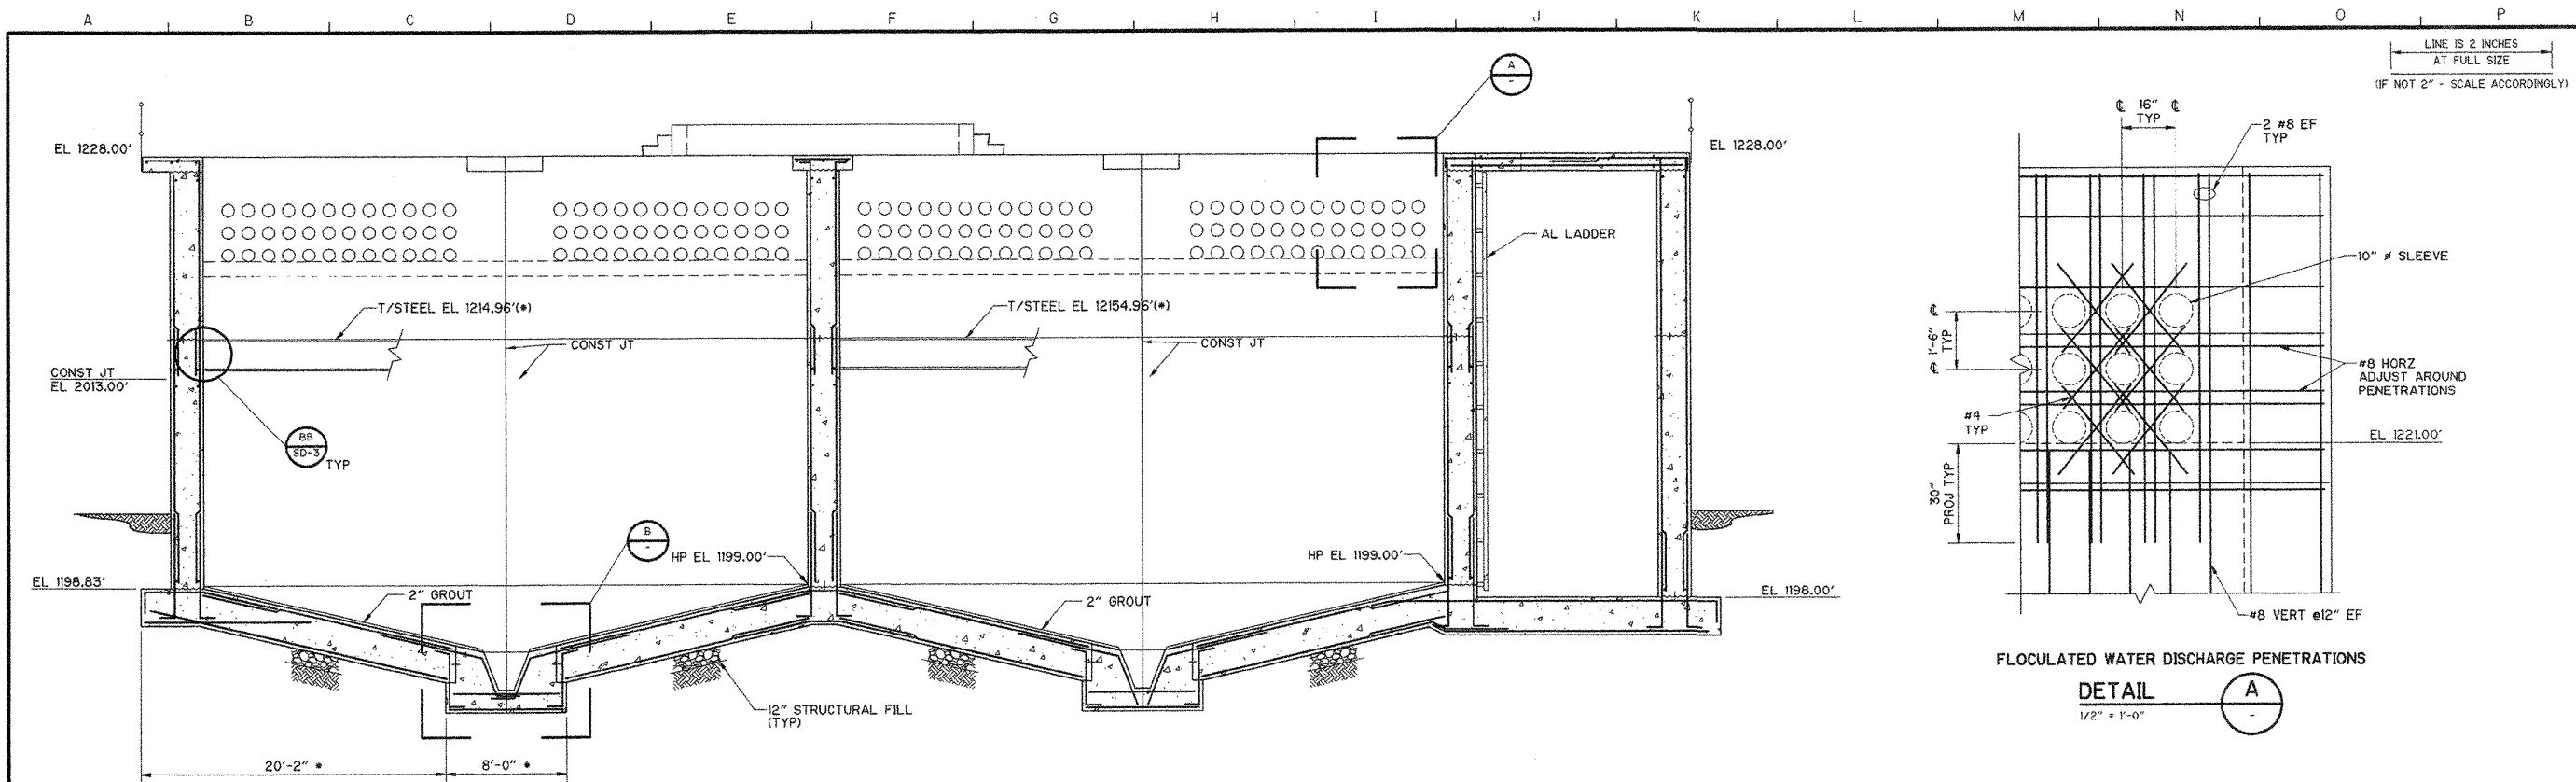 A B C D E F G H I J K L M N O P
LINE IS 2 INCHES
AT FULL SIZE
(IF NOT 2" - SCALE ACCORDINGLY)
A
-
EL 1228.00'
EL 1228.00'
T/STEEL EL 1214.96'(*)
T/STEEL EL 12154.96'(*)
AL LADDER
CONST JT
CONST JT
CONST JT
EL 2013.00'
BB
SD-3
TYP
B
-
HP EL 1199.00'
HP EL 1199.00'
EL 1198.83'
EL 1198.00'
2" GROUT
2" GROUT
12" STRUCTURAL FILL
(TYP)
20'-2" *
8'-0" *
℄ 16" ℄
TYP
2 #8 EF
TYP
10" ø SLEEVE
℄
1'-6"
TYP
℄
#8 HORZ
ADJUST AROUND
PENETRATIONS
#4
TYP
EL 1221.00'
30"
PROJ TYP
#8 VERT @12" EF
FLOCULATED WATER DISCHARGE PENETRATIONS
DETAIL
1/2" = 1'-0"
A
-